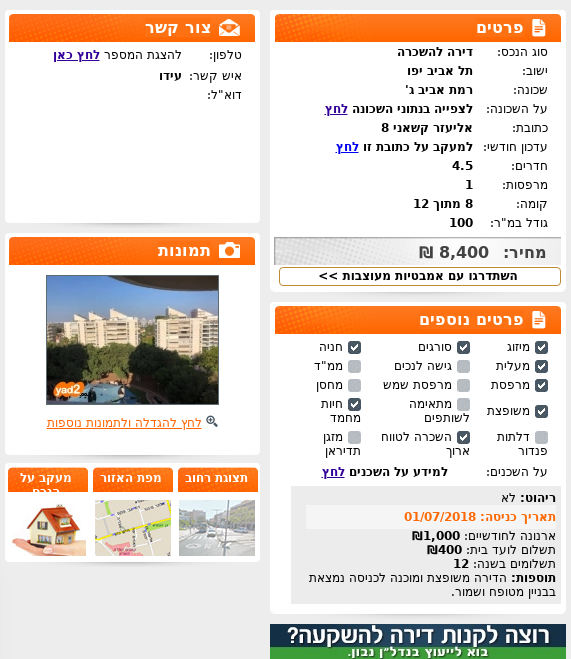 פרטים
סוג הנכס: דירה להשכרה
ישוב: תל אביב יפו
שכונה: רמת אביב ג'
על השכונה: לצפייה בנתוני השכונה לחץ
כתובת: אליעזר קשאני 8
עדכון חודשי: למעקב על כתובת זו לחץ
חדרים: 4.5
מרפסות: 1
קומה: 8 מתוך 12
גודל במ"ר: 100
מחיר: 8,400 ₪
השתדרגו עם אמבטיות מעוצבות >>
פרטים נוספים
מיזוג סורגים חניה
מעלית גישה לנכים ממ"ד
מרפסת מרפסת שמש מחסן
משופצת מתאימה לשותפים חיות מחמד
דלתות פנדור השכרה לטווח ארוך מזגן תדיראן
על השכנים: למידע על השכנים לחץ
ריהוט: לא
תאריך כניסה: 01/07/2018
ארנונה לחודשיים: 1,000₪
תשלום לועד בית: 400₪
תשלומים בשנה: 12
תוספות: הדירה משופצת ומוכנה לכניסה נמצאת
בבניין מטופח ושמור.
רוצה לקנות דירה להשקעה?
בוא לייעוץ בנדל"ן נבון.
צור קשר
טלפון: להצגת המספר לחץ כאן
איש קשר: עידו
דוא"ל:
תמונות
yad2
לחץ להגדלה ולתמונות נוספות
תצוגת רחוב
מפת האזור
מעקב על
הנכס